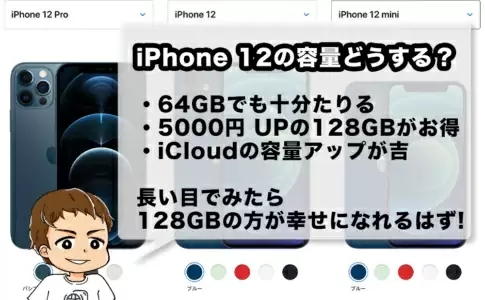 iPhone 12 Pro
iPhone 12
iPhone 12 mini
iPhone 12の容量どうする?
・64GBでも十分たりる
・5000円 UPの128GBがお得
・iCloudの容量アップが吉
長い目でみたら
128GBの方が幸せになれるはず!
ブルー
ブルー